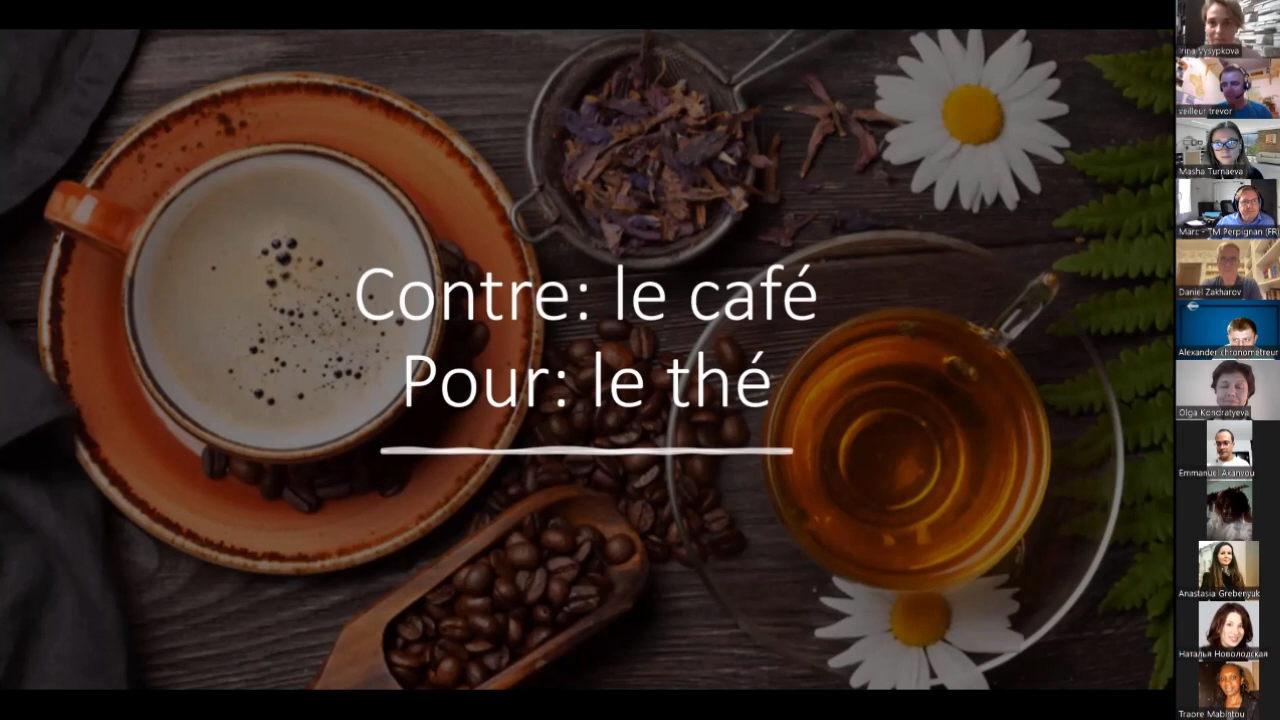 Contre: le café
Pour: le thé
Irina Vysypkova
veilleur trevor
Masha Turnaeva
Marc - TM Perpignan (FR)
Daniel Zakharov
Alexander chronométreur
Olga Kondratyeva
Emmanuel Akanvou
Anastasia Grebenyuk
Наталья Новолодская
Traore Mabintou